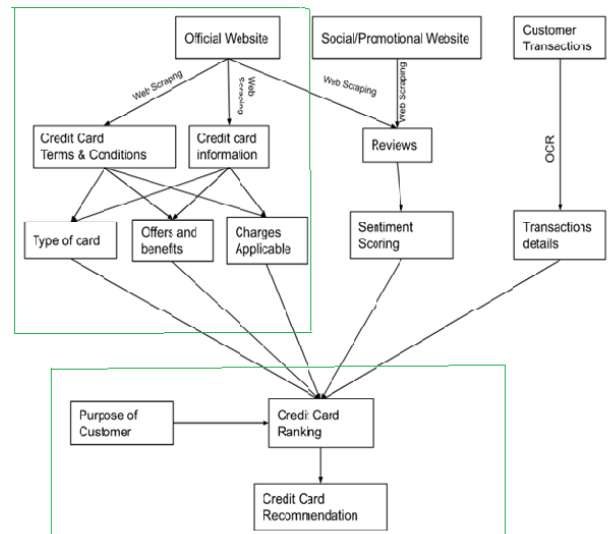 Official Website
Social/Promotional Website
Customer
Transactions
Web Scrapng
Web
Scraping
Web Scraping
Web Scraping
OCR
Credit Card
Terms & Conditions
Credit card
information
Reviews
Type of card
Offers and
benefits
Charges
Applicable
Sentiment
Scoring
Transactions
details
Purpose of
Customer
Credit Card
Ranking
Credit Card
Recommendation